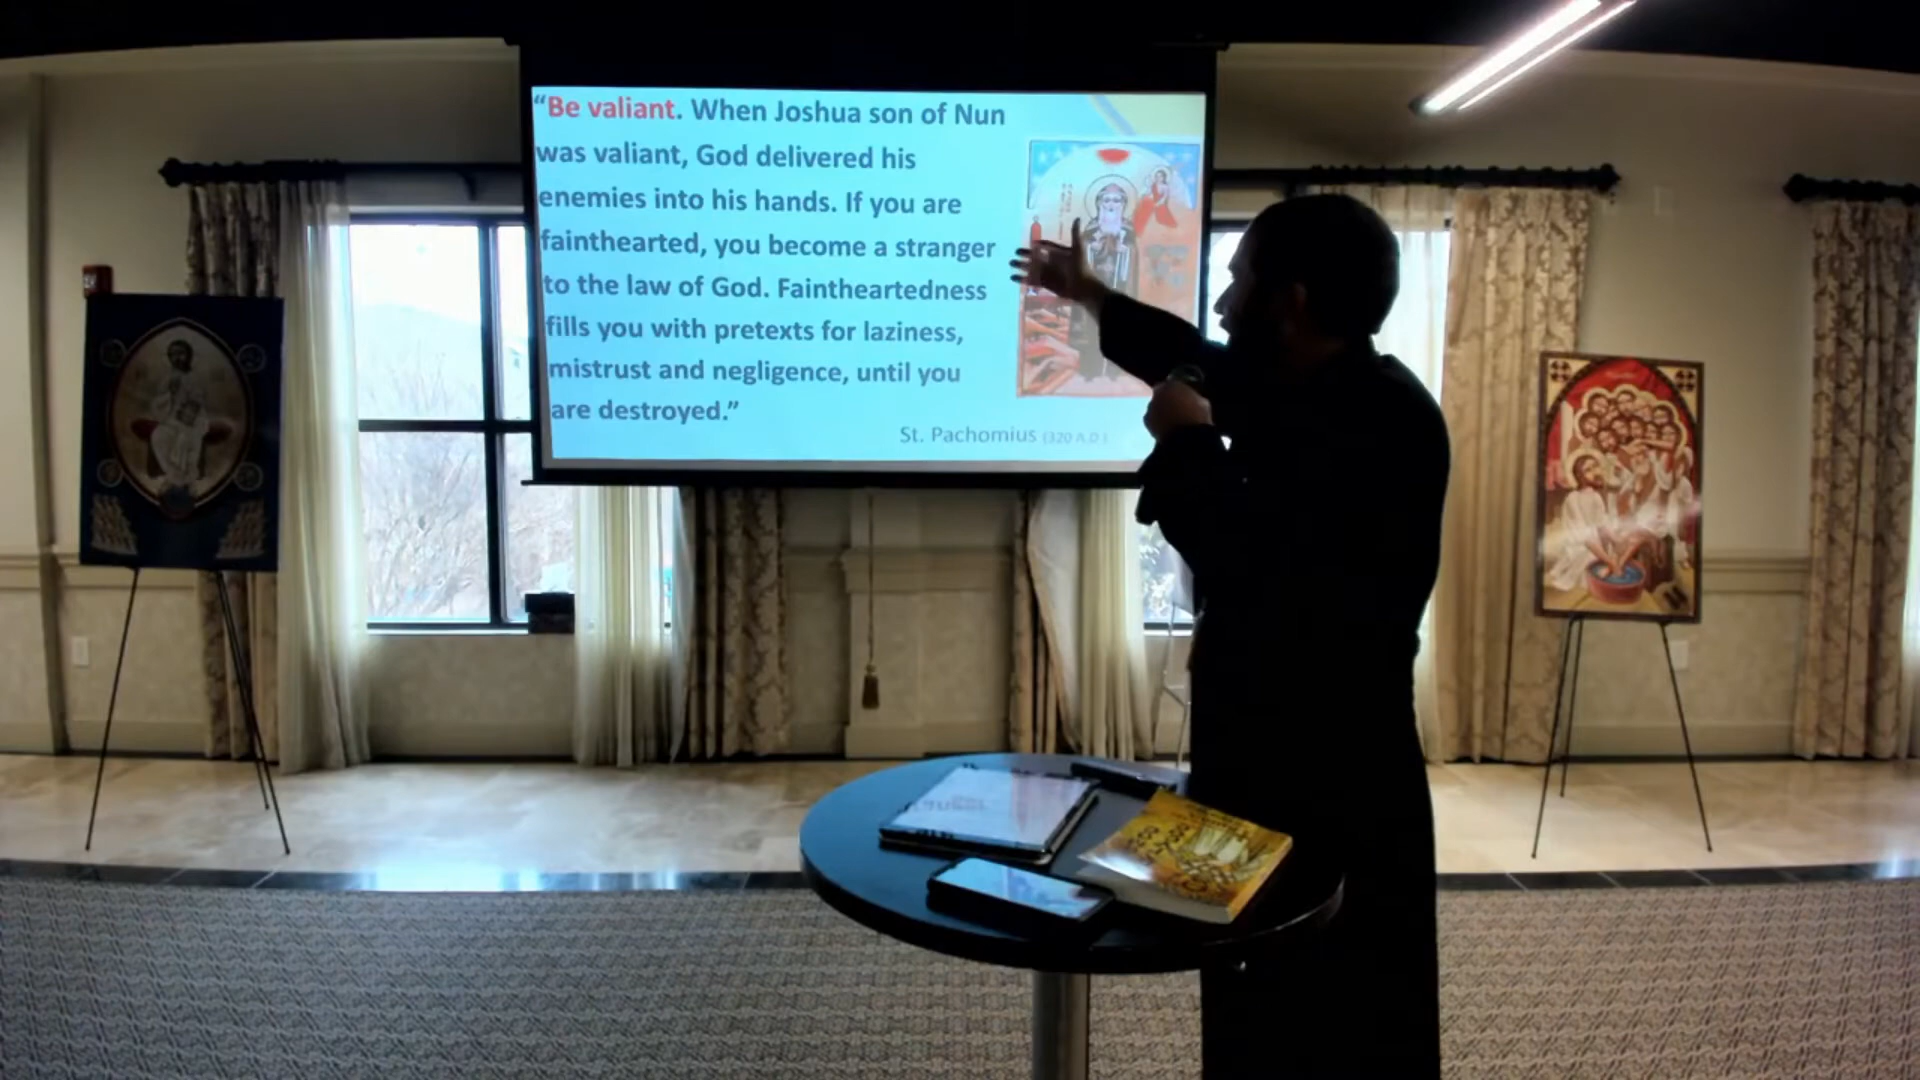 “Be valiant. When Joshua son of Nun
was valiant, God delivered his
enemies into his hands. If you are
fainthearted, you become a stranger
to the law of God. Faintheartedness
fills you with pretexts for laziness,
mistrust and negligence, until you
are destroyed.”
St. Pachomius (320 A.D.)